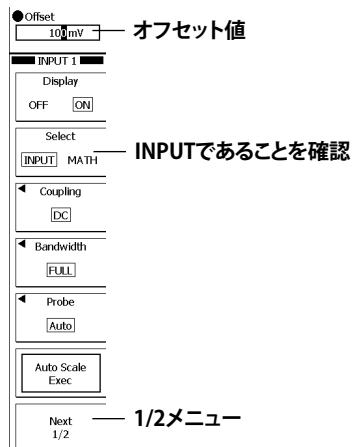 Offset
100mV
オフセット値
INPUT 1
Display
OFF ON
Select
INPUT MATH
INPUTであることを確認
Coupling
DC
Bandwidth
FULL
Probe
Auto
Auto Scale
Exec
Next
1/2
1/2メニュー